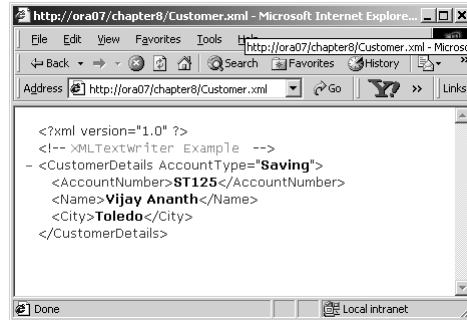 http://ora07/chapter8/Customer.xml - Microsoft Internet Explore...
File Edit View Favorites Tools Help
http://ora07/chapter8/Customer.xml - Microso
Back Search Favorites History
Address http://ora07/chapter8/Customer.xml Go Links
<?xml version="1.0" ?>
<!-- XMLTextWriter Example -->
- <CustomerDetails AccountType="Saving">
<AccountNumber>ST125</AccountNumber>
<Name>Vijay Ananth</Name>
<City>Toledo</City>
</CustomerDetails>
Done Local intranet